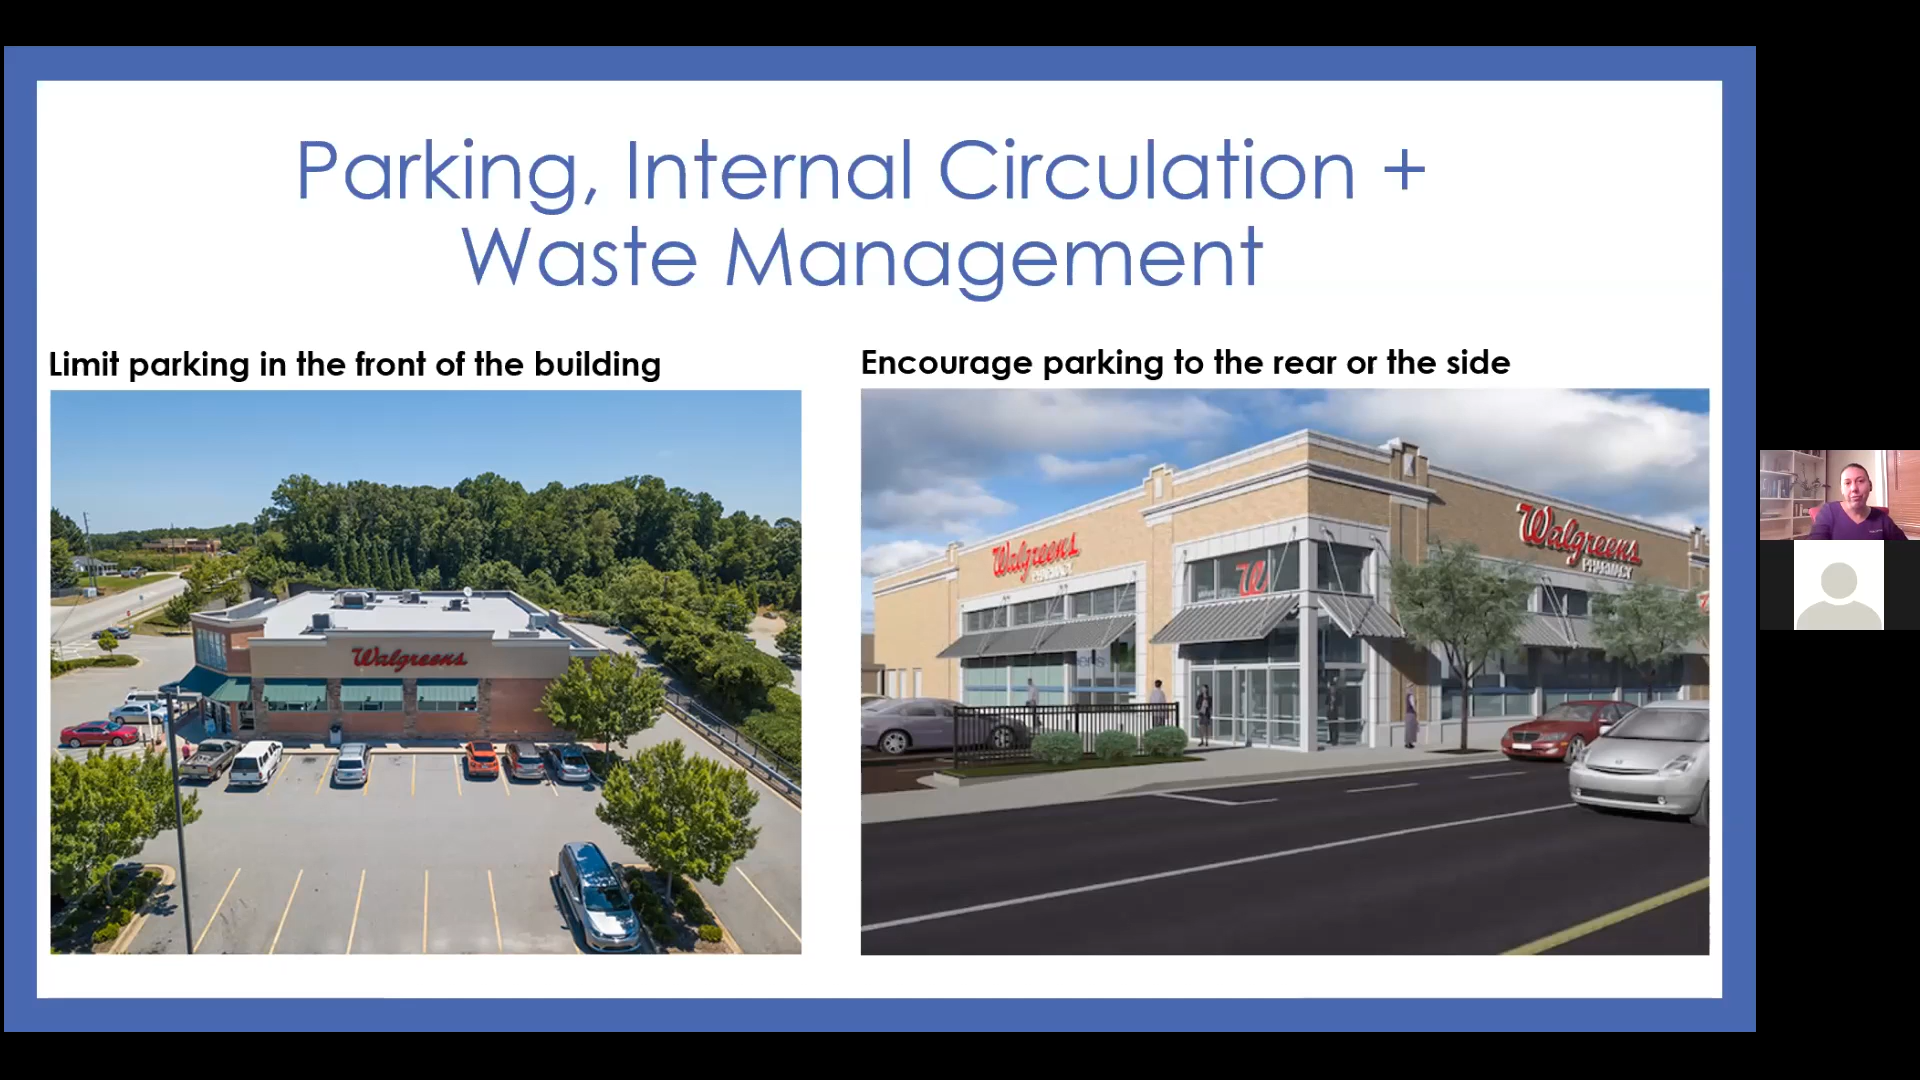 Parking, Internal Circulation +
Waste Management
Limit parking in the front of the building
Encourage parking to the rear or the side
Walgreens
Walgreens
PHARMACY
W
Walgreens
PHARMACY